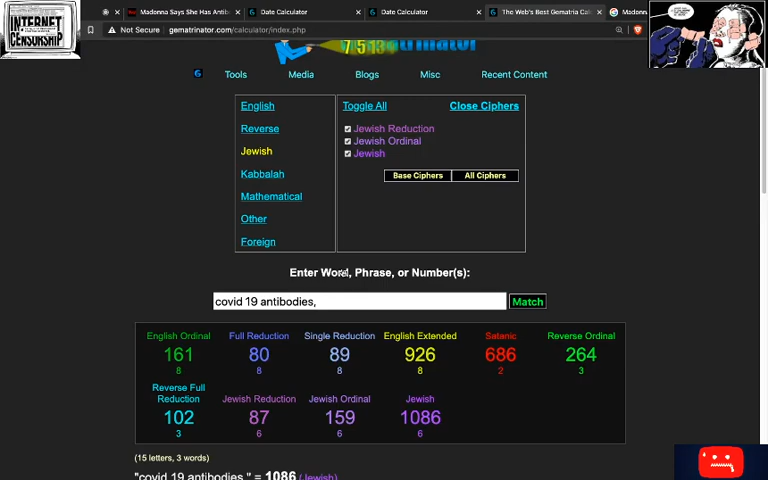 INTERNET
CENSORSHIP
Madonna Says She Has Antib
Date Calculator
Date Calculator
The Web's Best Gematria Cal
Madonna
Not Secure
gematrinator.com/calculator/index.php
Tools
Media
Blogs
Misc
Recent Content
English
Reverse
Jewish
Kabbalah
Mathematical
Other
Foreign
Toggle All
Close Ciphers
Jewish Reduction
Jewish Ordinal
Jewish
Base Ciphers
All Ciphers
Enter Word, Phrase, or Number(s):
covid 19 antibodies,
Match
English Ordinal
161
8
Full Reduction
80
8
Single Reduction
89
8
English Extended
926
8
Satanic
686
2
Reverse Ordinal
264
3
Reverse Full
Reduction
102
3
Jewish Reduction
87
6
Jewish Ordinal
159
6
Jewish
1086
6
(15 letters, 3 words)
"covid 19 antibodies," = 1086 (Jewish)